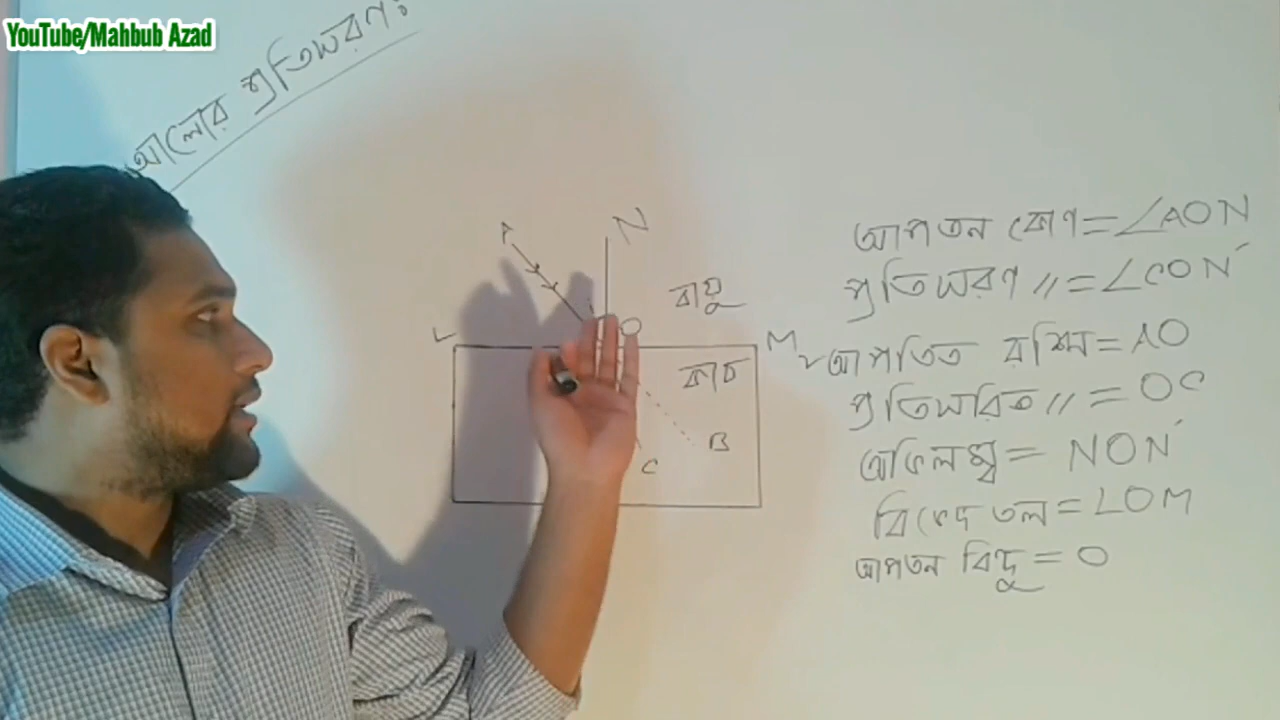 YouTube/Mahbub Azad
আলোর প্রতিসরণঃ
A
N
O
বায়ু
L
M
কাচ
B
C
আপতন কোণ = ∠AON
প্রতিসরণ " = ∠CON′
আপতিত রশ্মি = AO
প্রতিসরিত " = OC
অভিলম্ব = NON′
বিভেদ তল = LOM
আপতন বিন্দু = O